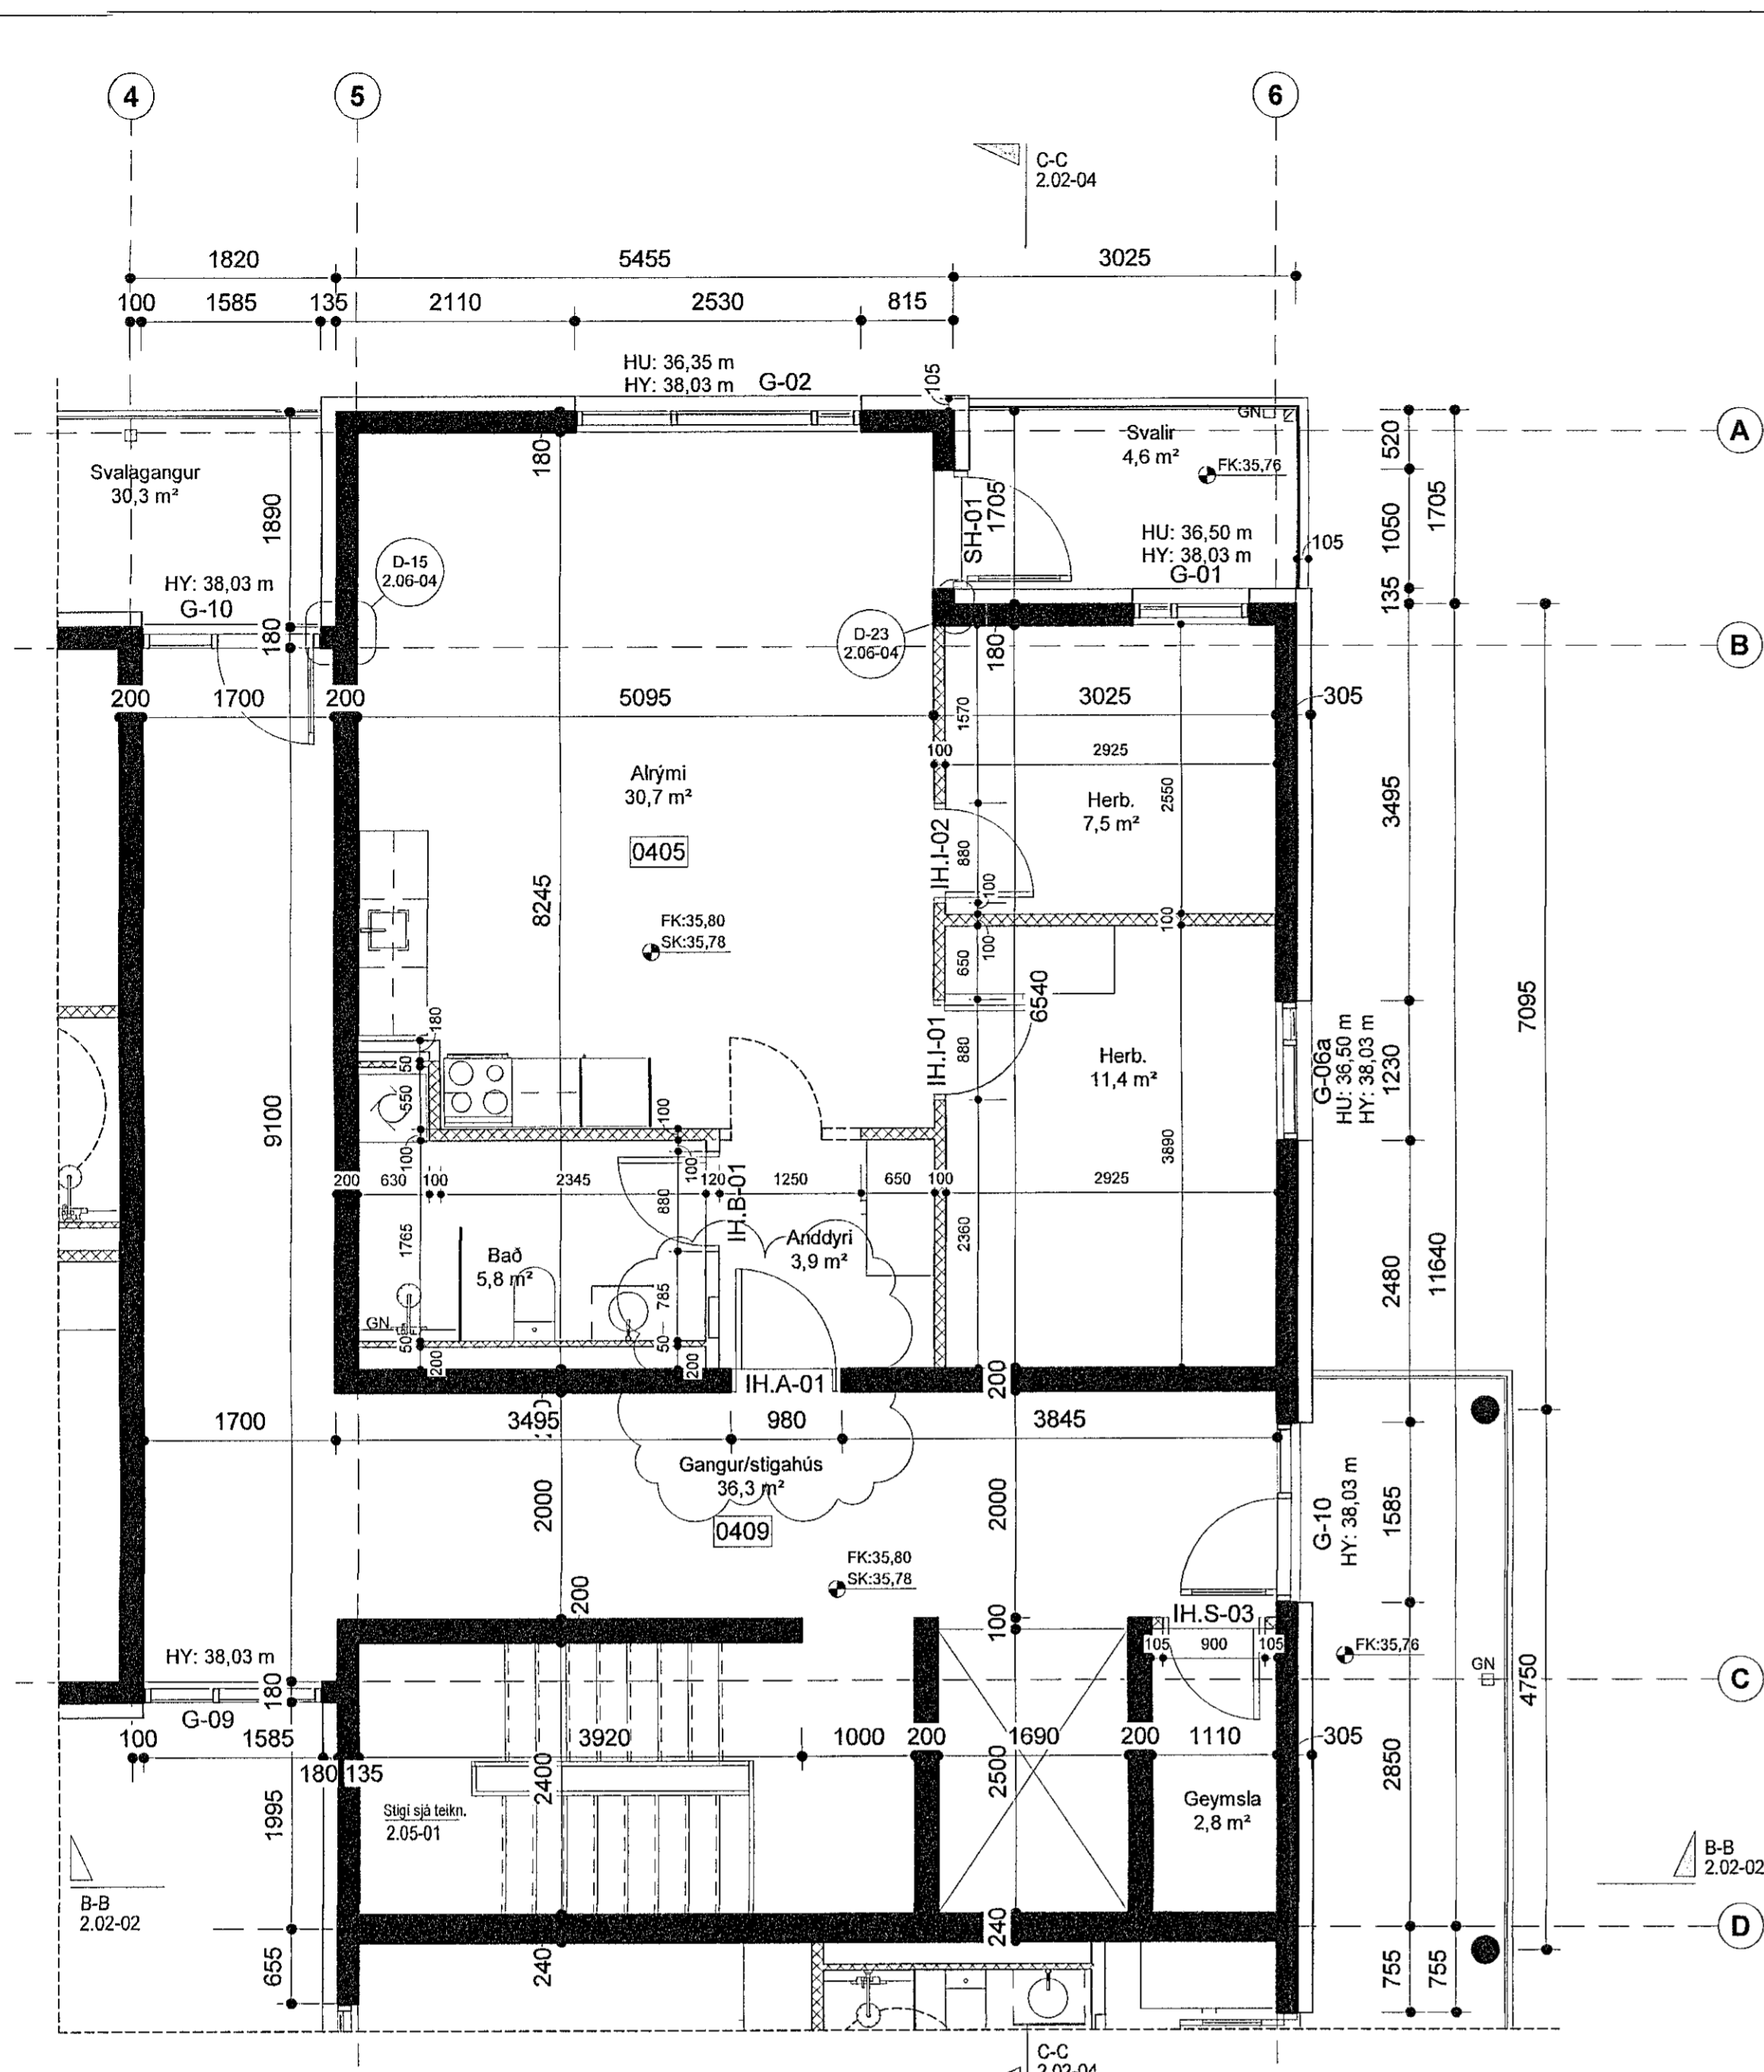 4
5
6
C-C
2.02-04
1820
5455
3025
100
1585
135
2110
2530
815
HU: 36,35 m
HY: 38,03 m
G-02
105
GN
A
Svalir
4,6 m²
FK:35,76
520
180
Svalagangur
30,3 m²
1890
SH-01
1705
HU: 36,50 m
HY: 38,03 m
G-01
105
1050
1705
135
D-15
2.06-04
HY: 38,03 m
G-10
180
D-23
2.06-04
180
B
200
1700
200
5095
3025
305
1570
100
2925
Alrými
30,7 m²
0405
2550
Herb.
7,5 m²
3495
IH.I-02
880
100
8245
FK:35,80
SK:35,78
100
100
650
6540
7095
180
50
550
100
100
IH.I-01
880
Herb.
11,4 m²
G-06a
HU: 36,50 m
HY: 38,03 m
1230
9100
3890
200
630
100
2345
100
880
120
IH.B-01
1250
650
100
2925
1765
2360
Bað
5,8 m²
Anddyri
3,9 m²
785
2480
11640
GN
50
200
50
200
IH.A-01
200
1700
3495
980
3845
Gangur/stigahús
36,3 m²
0409
2000
2000
G-10
HY: 38,03 m
1585
FK:35,80
SK:35,78
200
100
IH.S-03
105
900
105
FK:35,76
GN
C
HY: 38,03 m
180
G-09
100
1585
3920
1000
200
1690
200
1110
305
4750
180
135
24000
2500
2850
1995
Stigi sjá teikn.
2.05-01
Geymsla
2,8 m²
B-B
2.02-02
B-B
2.02-02
D
655
240
240
755
755
C-C
2.02-04